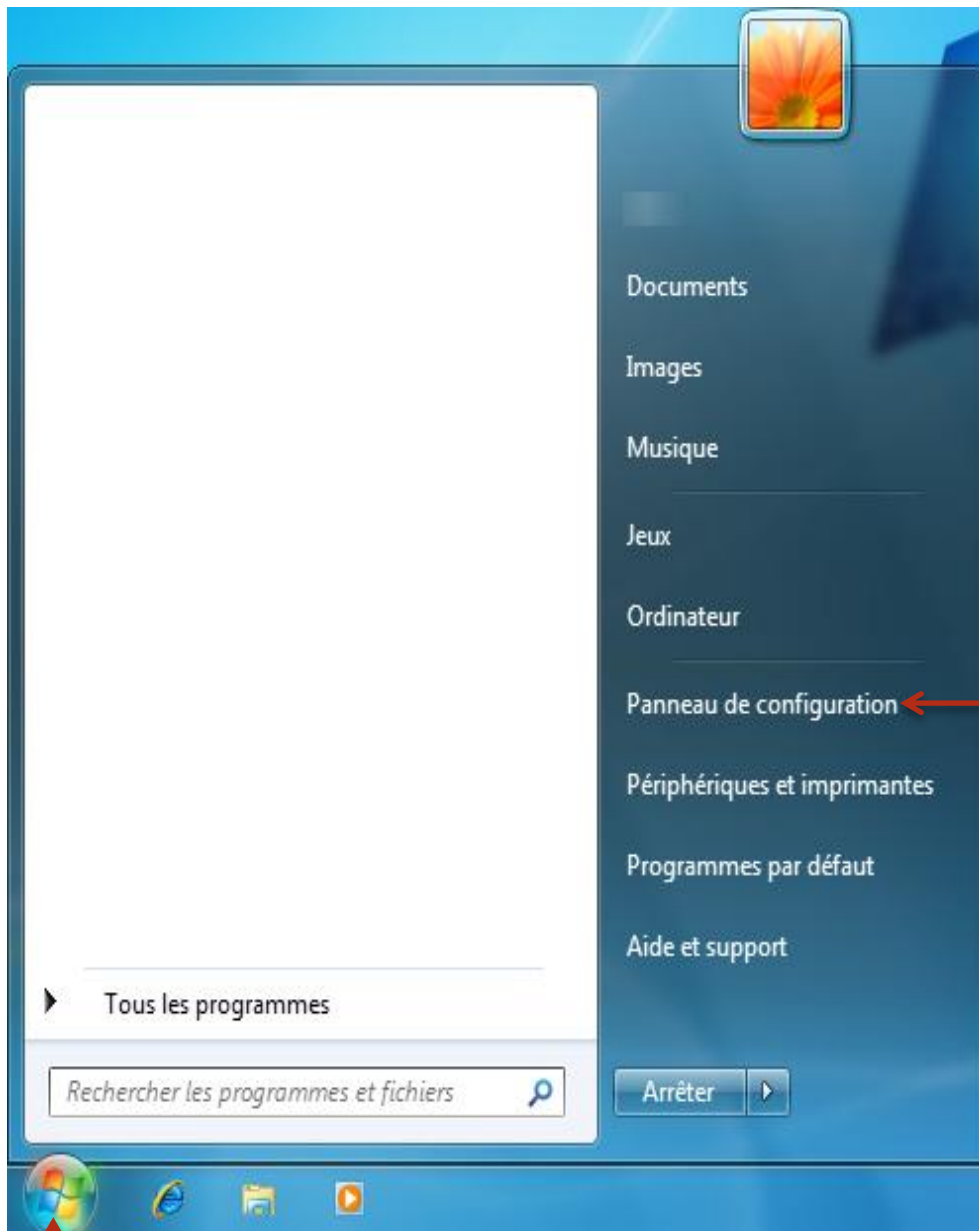 Documents
Images
Musique
Jeux
Ordinateur
Panneau de configuration
Périphériques et imprimantes
Programmes par défaut
Aide et support
Tous les programmes
Rechercher les programmes et fichiers
Arrêter